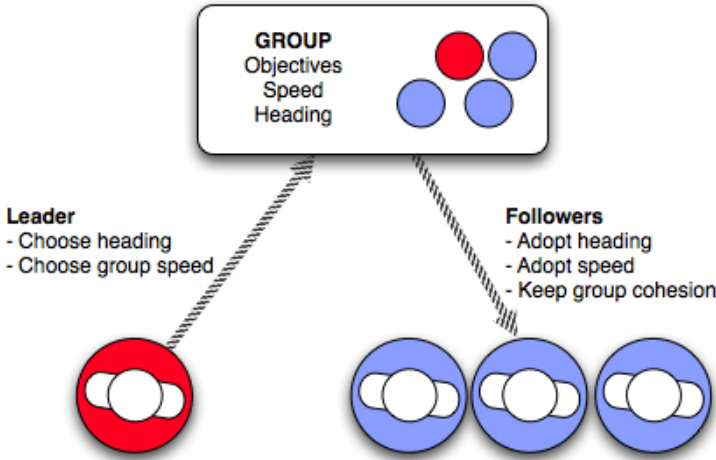 GROUP
Objectives
Speed
Heading
Leader
- Choose heading
- Choose group speed
Followers
- Adopt heading
- Adopt speed
- Keep group cohesion